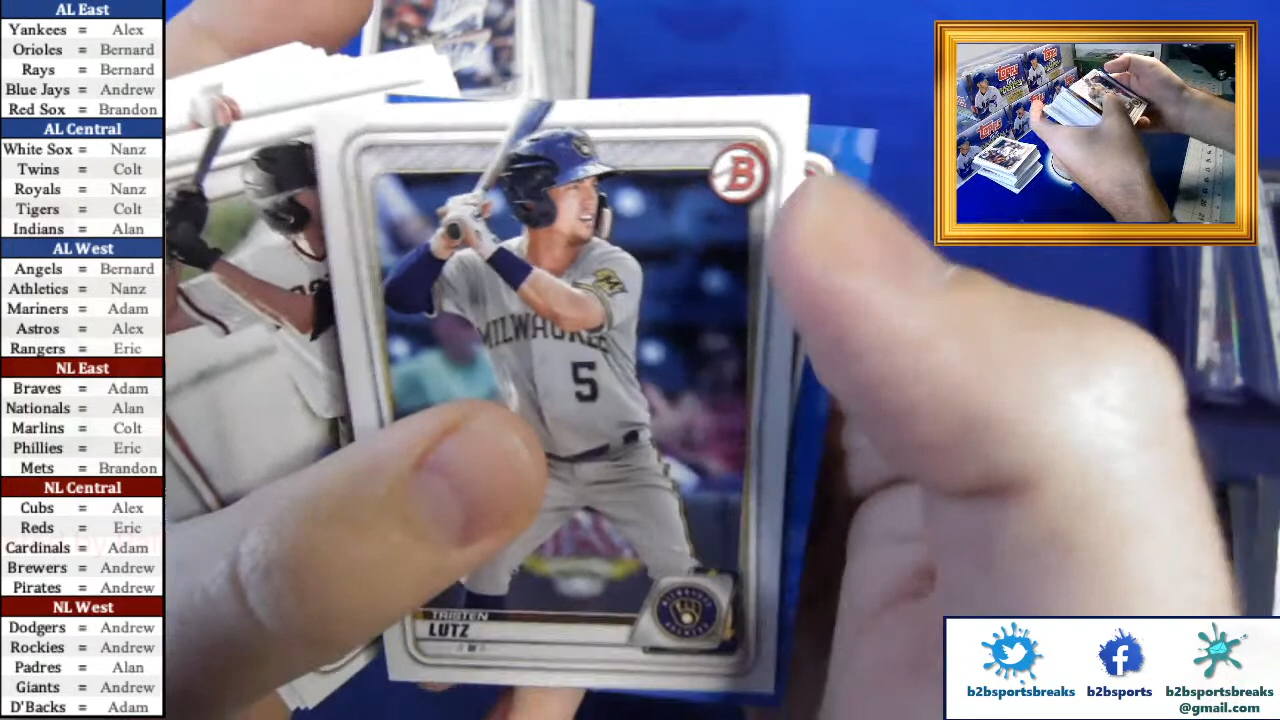 AL East
Yankees = Alex
Orioles = Bernard
Rays = Bernard
Blue Jays = Andrew
Red Sox = Brandon
AL Central
White Sox = Nanz
Twins = Colt
Royals = Nanz
Tigers = Colt
Indians = Alan
AL West
Angels = Bernard
Athletics = Nanz
Mariners = Adam
Astros = Alex
Rangers = Eric
NL East
Braves = Adam
Nationals = Alan
Marlins = Colt
Phillies = Eric
Mets = Brandon
NL Central
Cubs = Alex
Reds = Eric
Cardinals = Adam
Brewers = Andrew
Pirates = Andrew
NL West
Dodgers = Andrew
Rockies = Andrew
Padres = Alan
Giants = Andrew
D'Backs = Adam
B
MILWAUKEE
5
TRISTEN
LUTZ
b2bsportsbreaks
b2bsports
b2bsportsbreaks
@gmail.com